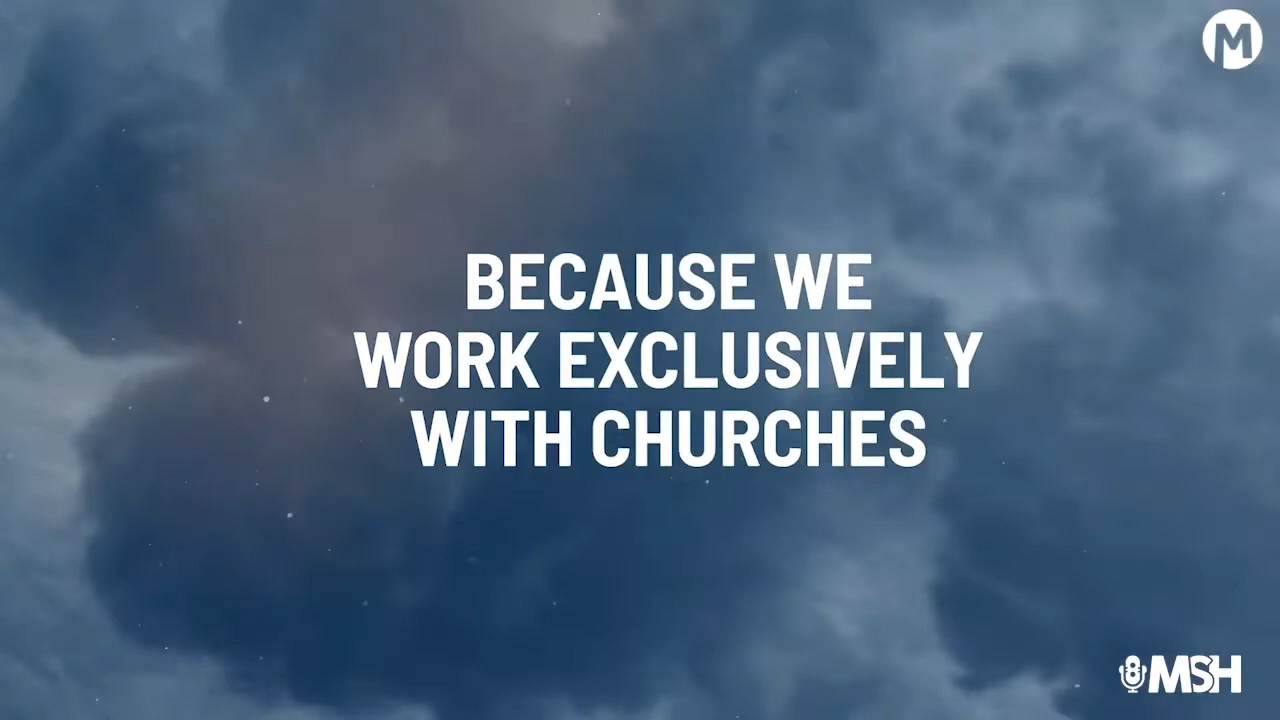 M
BECAUSE WE
WORK EXCLUSIVELY
WITH CHURCHES
MSH